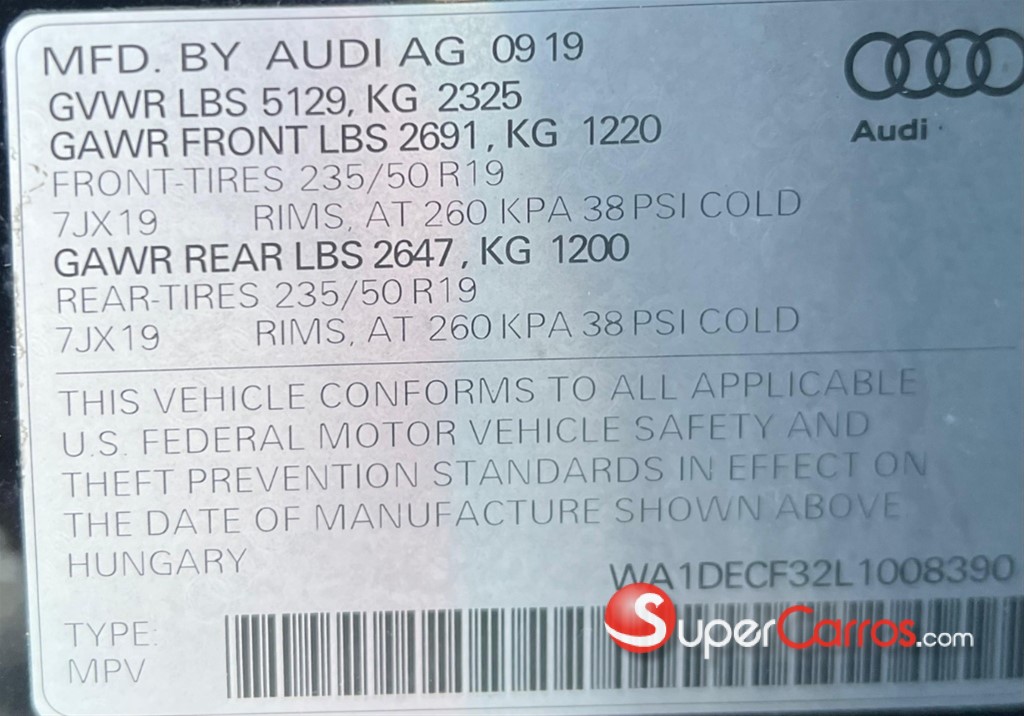 MFD. BY AUDI AG 09 19
GVWR LBS 5129, KG 2325
GAWR FRONT LBS 2691, KG 1220
Audi
FRONT-TIRES 235/50 R19
7JX19 RIMS, AT 260 KPA 38 PSI COLD
GAWR REAR LBS 2647, KG 1200
REAR-TIRES 235/50 R19
7JX19 RIMS, AT 260 KPA 38 PSI COLD
THIS VEHICLE CONFORMS TO ALL APPLICABLE
U.S. FEDERAL MOTOR VEHICLE SAFETY AND
THEFT PREVENTION STANDARDS IN EFFECT ON
THE DATE OF MANUFACTURE SHOWN ABOVE
HUNGARY
WA1DECF32L1008390
TYPE:
MPV
SuperCarros.com